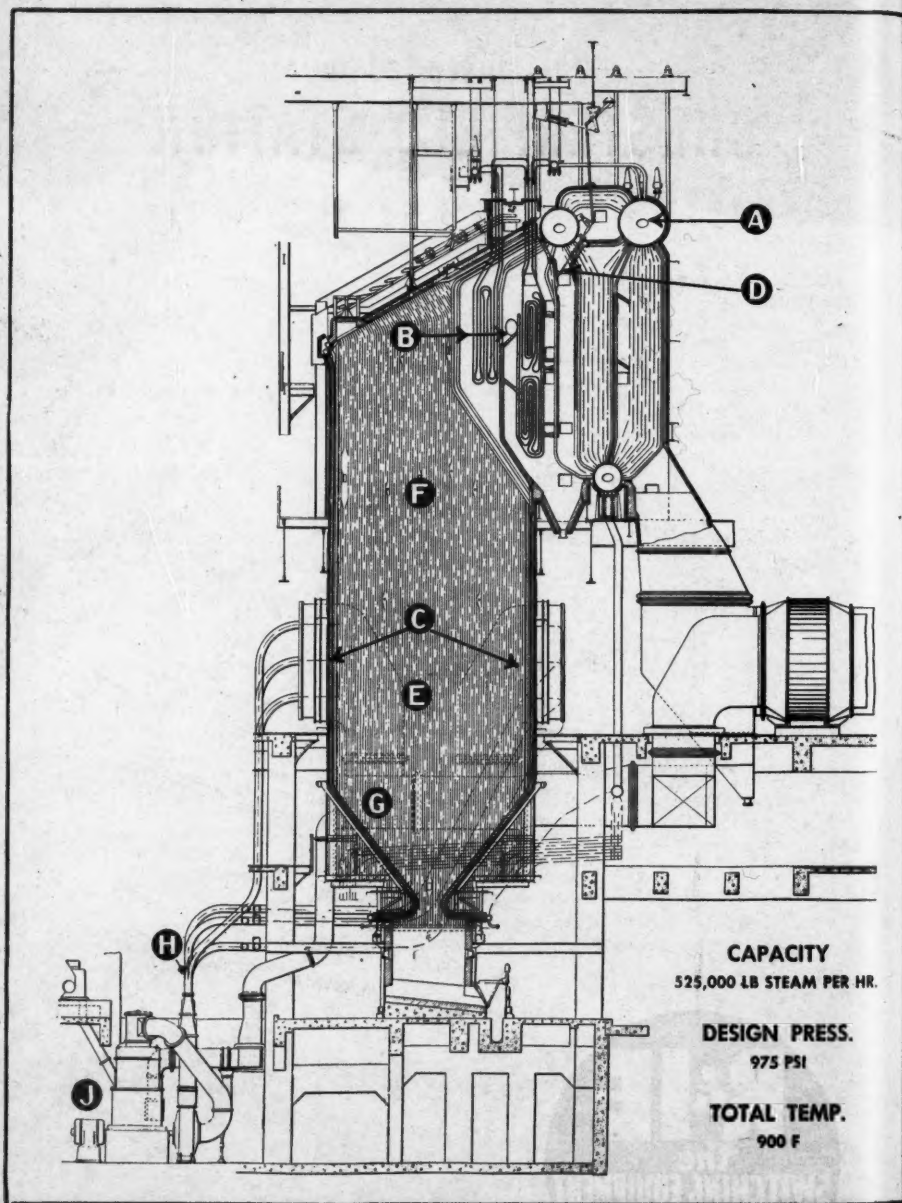 A
D
B
F
C
E
G
H
J
CAPACITY
525,000 LB STEAM PER HR.
DESIGN PRESS.
975 PSI
TOTAL TEMP.
900 F